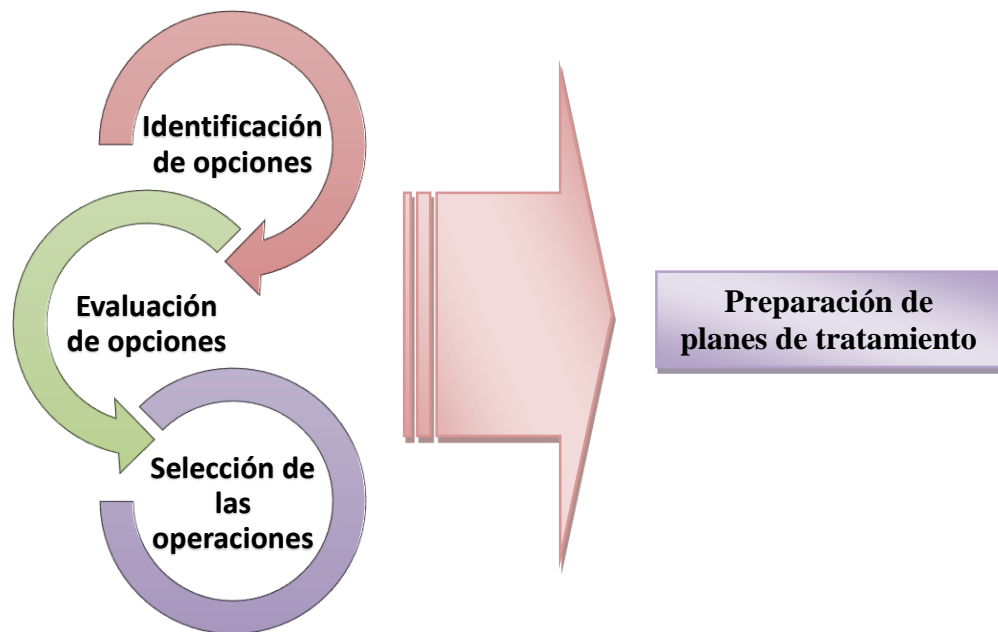 Identificación
de opciones
Evaluación
de opciones
Selección de
las
operaciones
Preparación de
planes de tratamiento